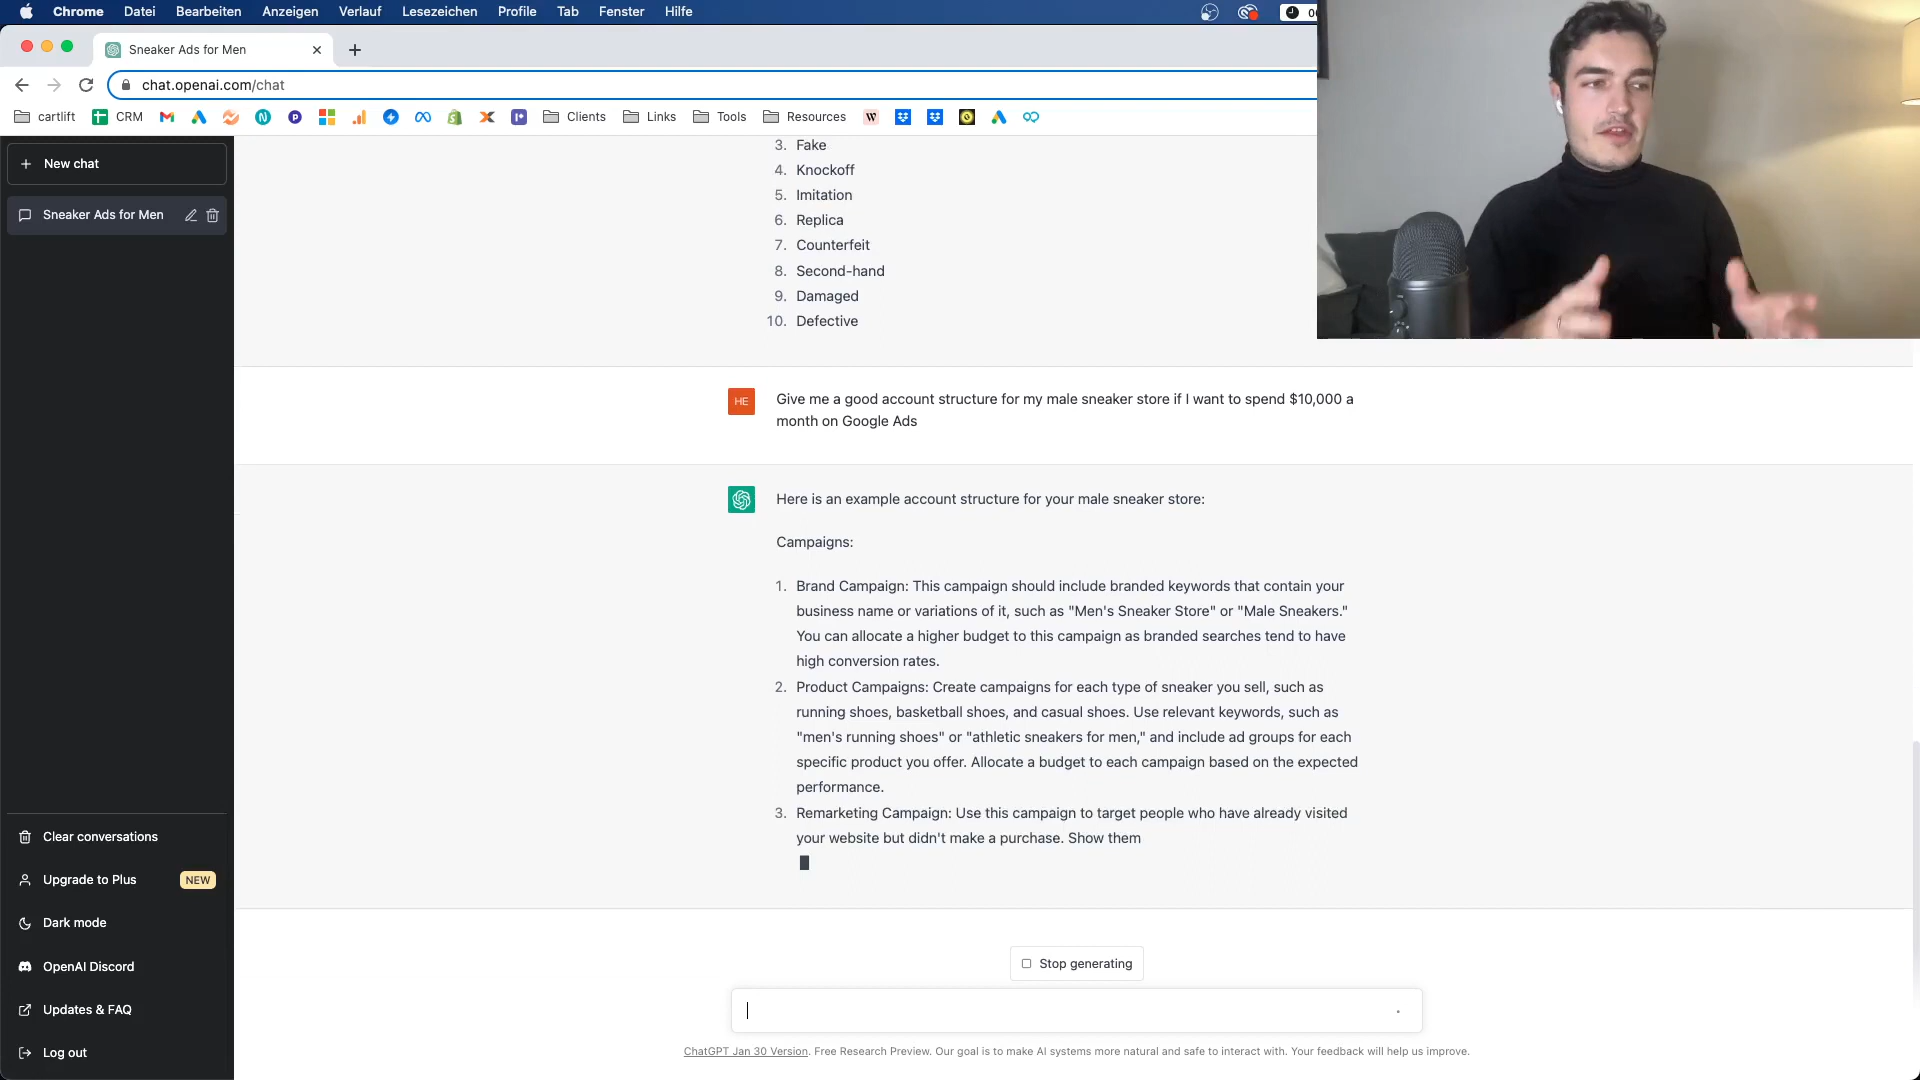 Chrome Datei Bearbeiten Anzeigen Verlauf Lesezeichen Profile Tab Fenster Hilfe
Sneaker Ads for Men
chat.openai.com/chat
cartlift CRM Clients Links Tools Resources
New chat
Sneaker Ads for Men
3. Fake
4. Knockoff
5. Imitation
6. Replica
7. Counterfeit
8. Second-hand
9. Damaged
10. Defective
HE
Give me a good account structure for my male sneaker store if I want to spend $10,000 a
month on Google Ads
Here is an example account structure for your male sneaker store:
Campaigns:
1. Brand Campaign: This campaign should include branded keywords that contain your
business name or variations of it, such as "Men's Sneaker Store" or "Male Sneakers."
You can allocate a higher budget to this campaign as branded searches tend to have
high conversion rates.
2. Product Campaigns: Create campaigns for each type of sneaker you sell, such as
running shoes, basketball shoes, and casual shoes. Use relevant keywords, such as
"men's running shoes" or "athletic sneakers for men," and include ad groups for each
specific product you offer. Allocate a budget to each campaign based on the expected
performance.
3. Remarketing Campaign: Use this campaign to target people who have already visited
your website but didn't make a purchase. Show them
Clear conversations
Upgrade to Plus NEW
Dark mode
OpenAI Discord
Updates & FAQ
Log out
Stop generating
ChatGPT Jan 30 Version. Free Research Preview. Our goal is to make AI systems more natural and safe to interact with. Your feedback will help us improve.